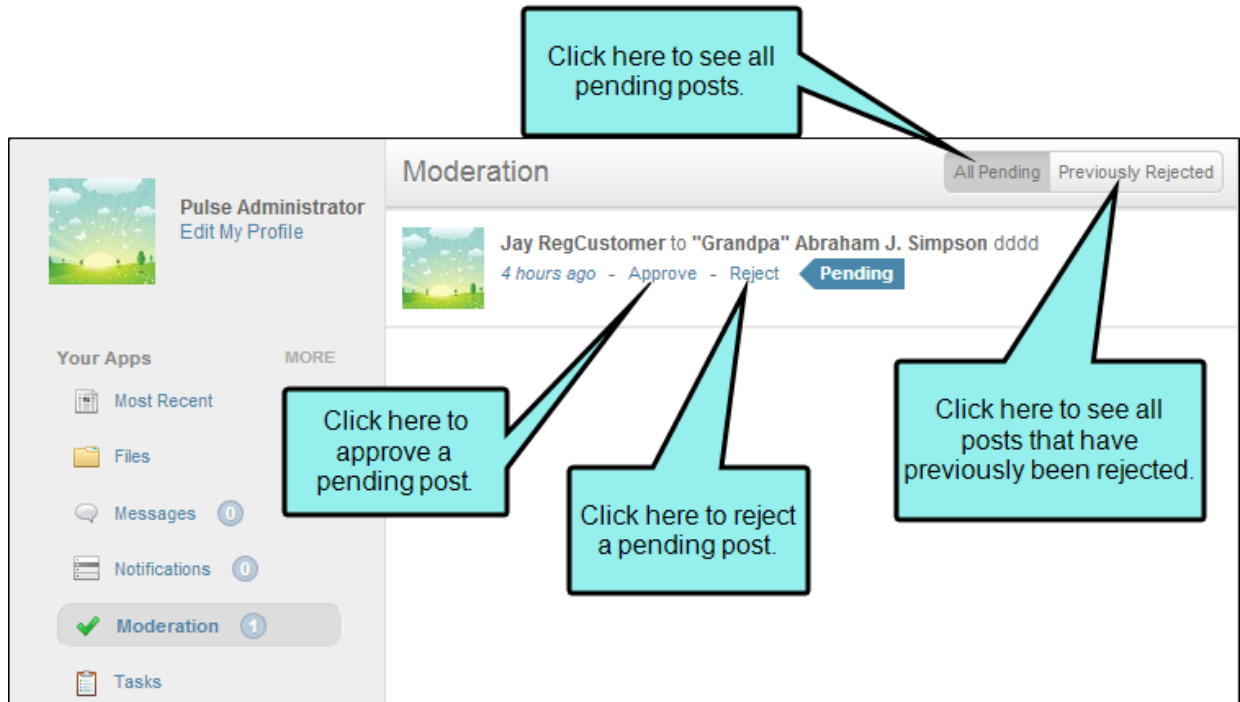 Click here to see all
pending posts.
Moderation
All Pending
Previously Rejected
Pulse Administrator
Edit My Profile
Jay RegCustomer to "Grandpa" Abraham J. Simpson dddd
4 hours ago - Approve - Reject
Pending
Your Apps
MORE
Most Recent
Files
Messages 0
Notifications 0
Moderation 1
Tasks
Click here to
approve a
pending post.
Click here to reject
a pending post.
Click here to see all
posts that have
previously been rejected.